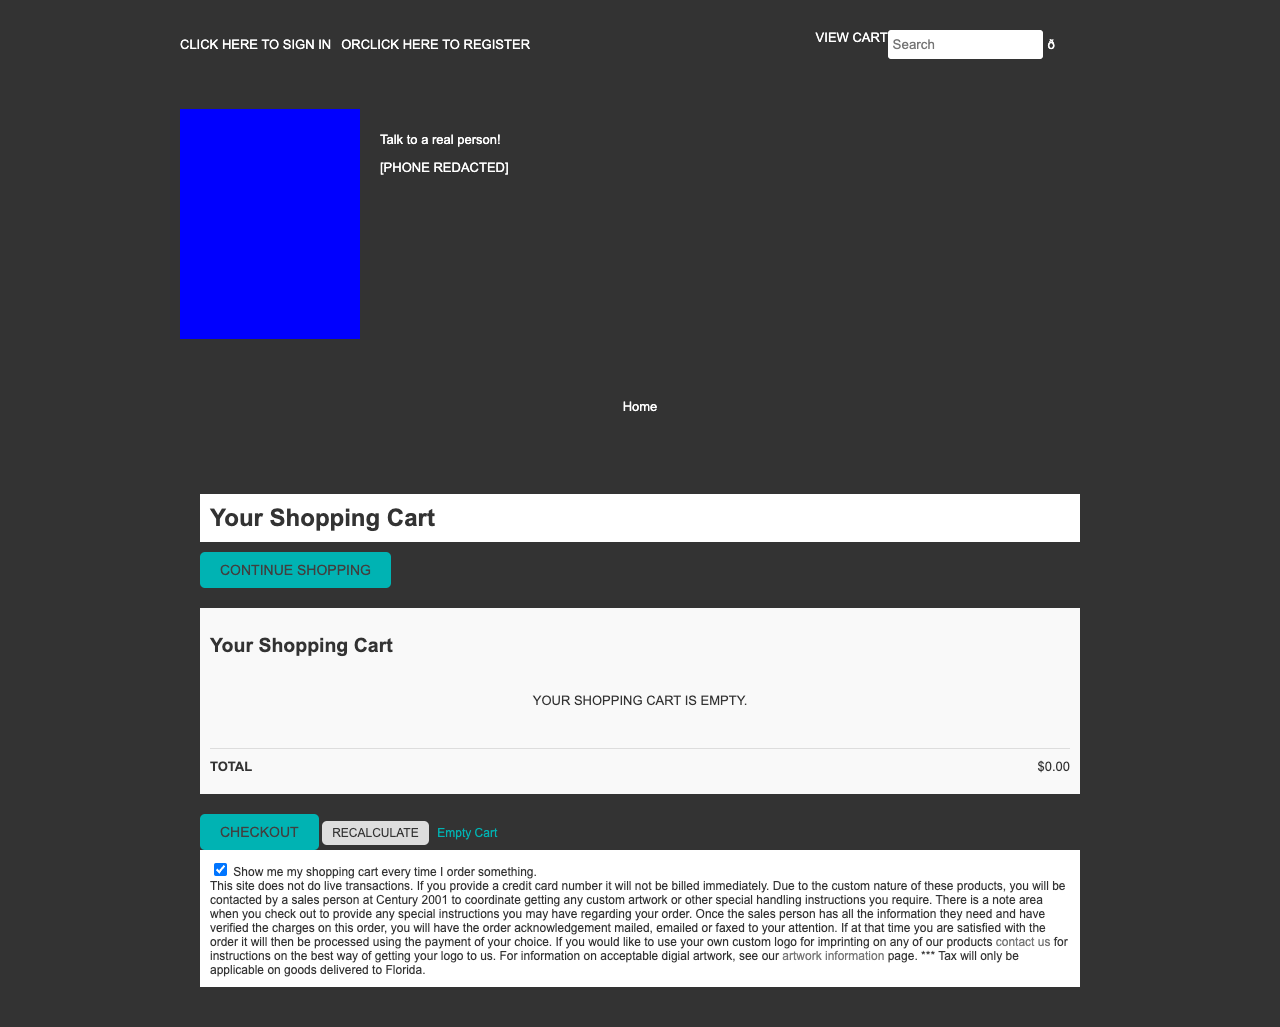 CLICK HERE TO SIGN IN ORCLICK HERE TO REGISTER
VIEW CART Search ð
Talk to a real person!
[PHONE REDACTED]
Home
Your Shopping Cart
CONTINUE SHOPPING
Your Shopping Cart
YOUR SHOPPING CART IS EMPTY.
TOTAL $0.00
CHECKOUT RECALCULATE Empty Cart
Show me my shopping cart every time I order something.
This site does not do live transactions. If you provide a credit card number it will not be billed immediately. Due to the custom nature of these products, you will be
contacted by a sales person at Century 2001 to coordinate getting any custom artwork or other special handling instructions you require. There is a note area
when you check out to provide any special instructions you may have regarding your order. Once the sales person has all the information they need and have
verified the charges on this order, you will have the order acknowledgement mailed, emailed or faxed to your attention. If at that time you are satisfied with the
order it will then be processed using the payment of your choice. If you would like to use your own custom logo for imprinting on any of our products contact us for
instructions on the best way of getting your logo to us. For information on acceptable digial artwork, see our artwork information page. *** Tax will only be
applicable on goods delivered to Florida.